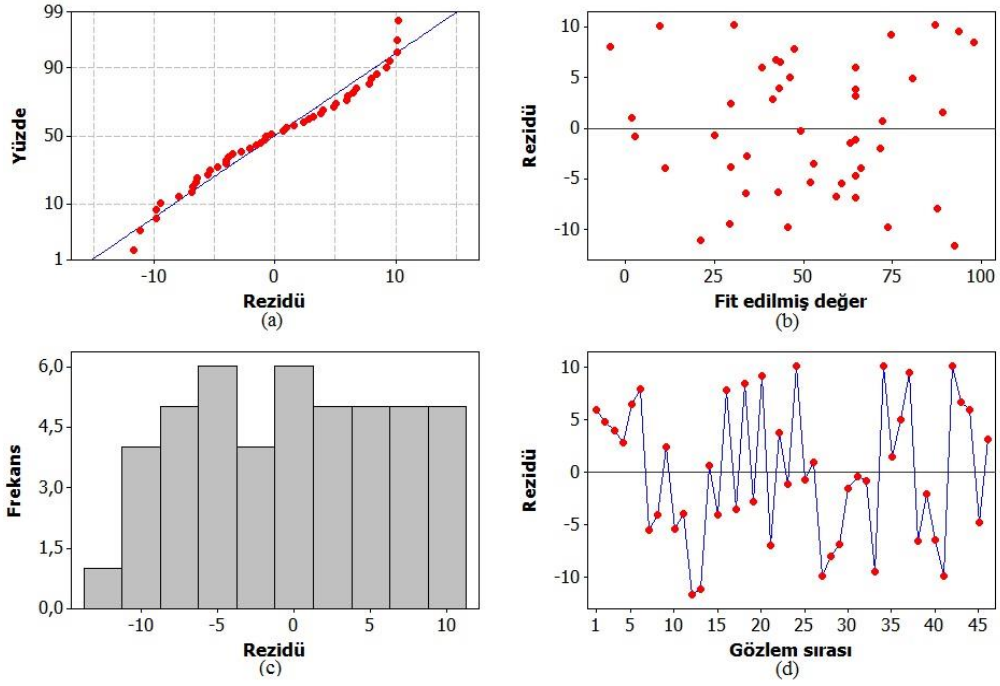 99
90
50
10
1
Yüzde
-10 0 10
Rezidü
(a)
10
5
0
-5
-10
Rezidü
0 25 50 75 100
Fit edilmiş değer
(b)
6,0
4,5
3,0
1,5
0,0
Frekans
-10 -5 0 5 10
Rezidü
(c)
10
5
0
-5
-10
Rezidü
1 5 10 15 20 25 30 35 40 45
Gözlem sırası
(d)